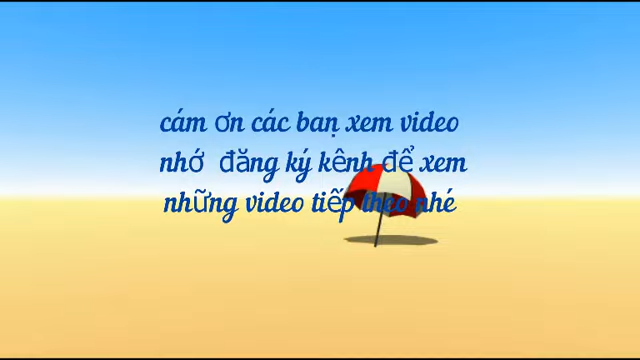 cám ơn các bạn xem video
nhớ đăng ký kênh để xem
những video tiếp theo nhé